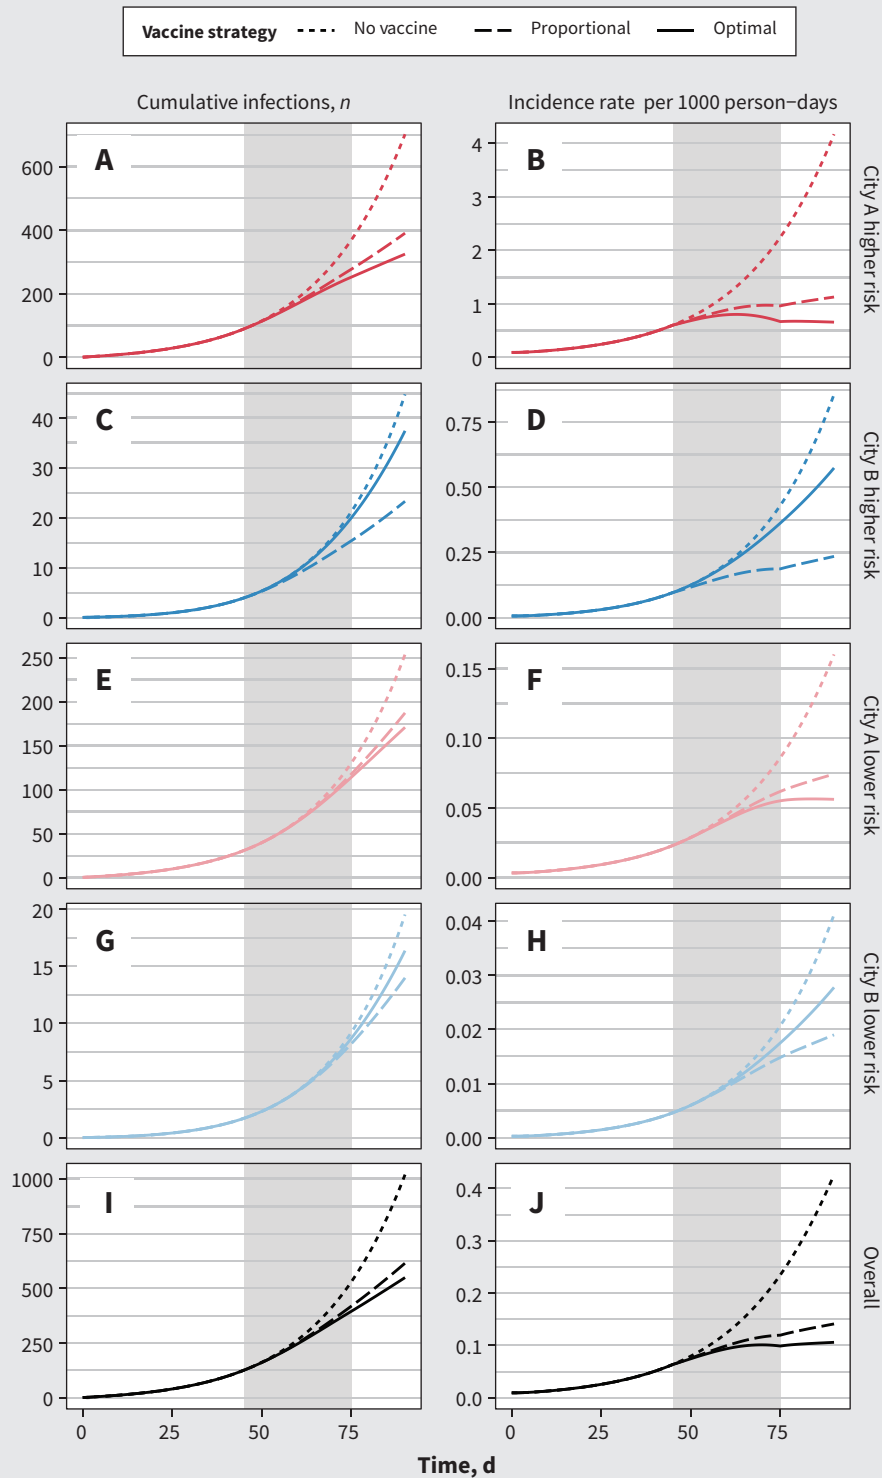 Vaccine strategy No vaccine Proportional Optimal
Cumulative infections, n
Incidence rate per 1000 person−days
A
600
400
200
0
B
4
3
2
1
0
City A higher risk
C
40
30
20
10
0
D
0.75
0.50
0.25
0.00
City B higher risk
E
250
200
150
100
50
0
F
0.15
0.10
0.05
0.00
City A lower risk
G
20
15
10
5
0
H
0.04
0.03
0.02
0.01
0.00
City B lower risk
I
1000
750
500
250
0
J
0.4
0.3
0.2
0.1
0.0
Overall
0 25 50 75
0 25 50 75
Time, d